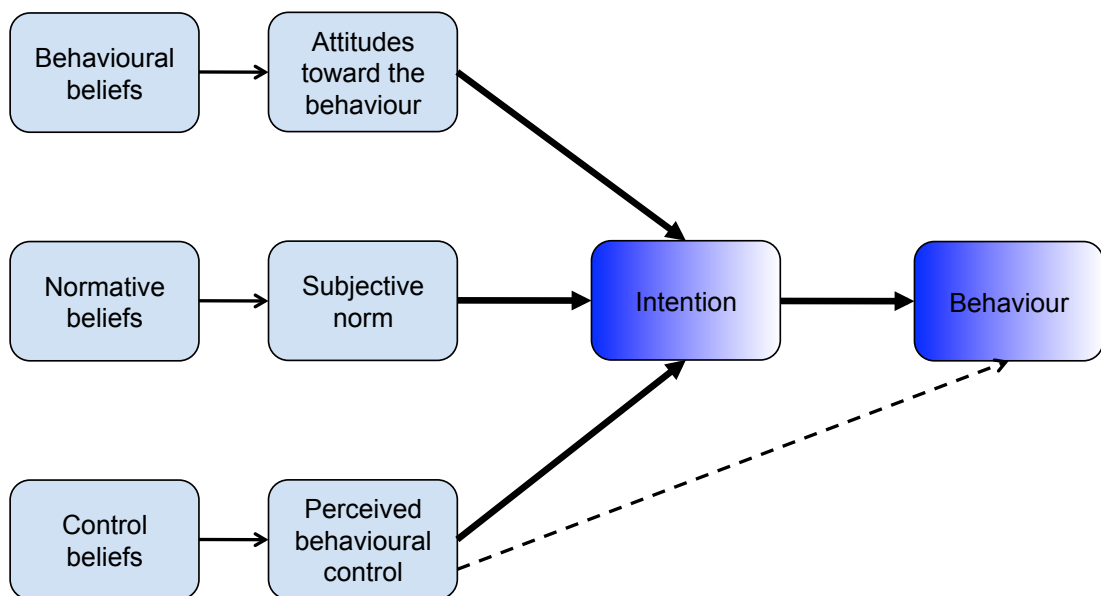 Behavioural
beliefs
Attitudes
toward the
behaviour
Normative
beliefs
Subjective
norm
Intention
Behaviour
Control
beliefs
Perceived
behavioural
control